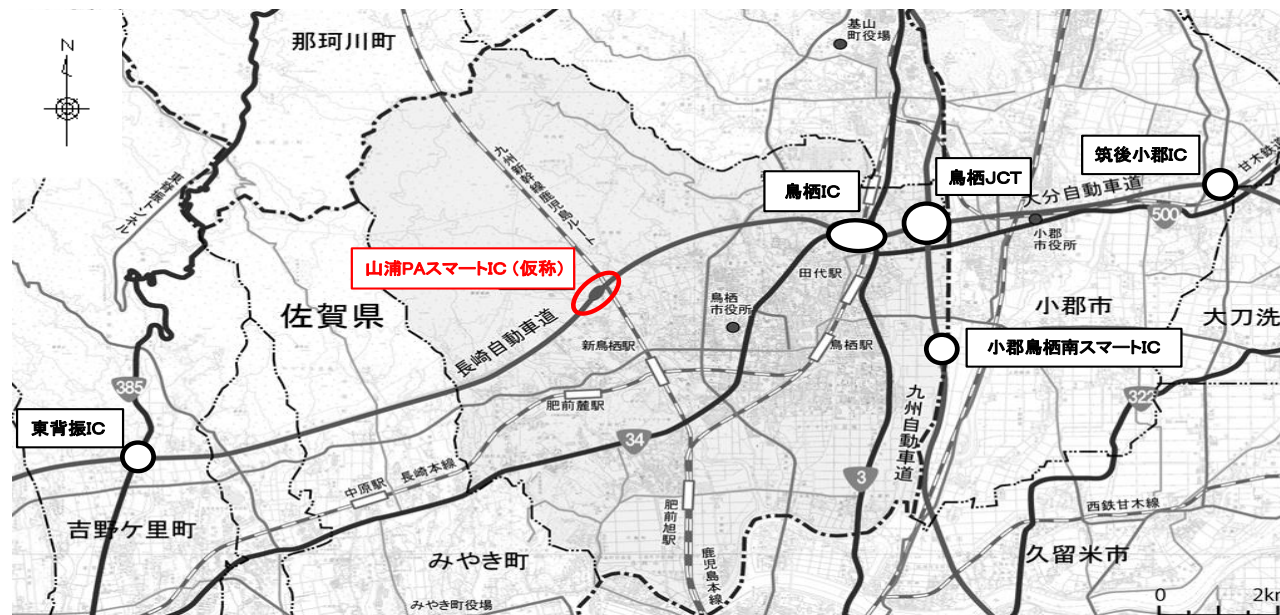 那珂川町
基山
町役場
N
九州新幹線鹿児島ルート
東脊振トンネル
筑後小郡IC
甘木鉄道
鳥栖IC
鳥栖JCT
大分自動車道
500
小郡
市役所
山浦PAスマートIC(仮称)
田代駅
佐賀県
鳥栖
市役所
小郡市
大刀洗
長崎自動車道
新鳥栖駅
鳥栖駅
小郡鳥栖南スマートIC
385
肥前麓駅
九州自動車道
322
東背振IC
34
3
中原駅
長崎本線
肥前旭駅
西鉄甘木線
吉野ケ里町
みやき町
鹿児島本線
久留米市
みやき町役場
0
2km